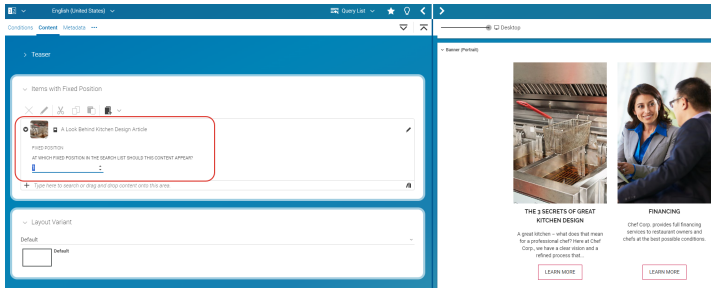 English (United States)
Query List
Conditions Content Metadata ...
Desktop
Teaser
Banner (Portrait)
Items with Fixed Position
A Look Behind Kitchen Design Article
FIXED POSITION
AT WHICH FIXED POSITION IN THE SEARCH LIST SHOULD THIS CONTENT APPEAR?
1
Type here to search or drag and drop content onto this area.
Layout Variant
Default
Default
THE 3 SECRETS OF GREAT
KITCHEN DESIGN
A great kitchen – what does that mean
for a professional chef? Here at Chef
Corp., we have a clear vision and a
refined process that...
LEARN MORE
FINANCING
Chef Corp. provides full financing
services to restaurant owners and
chefs at the best possible conditions.
LEARN MORE